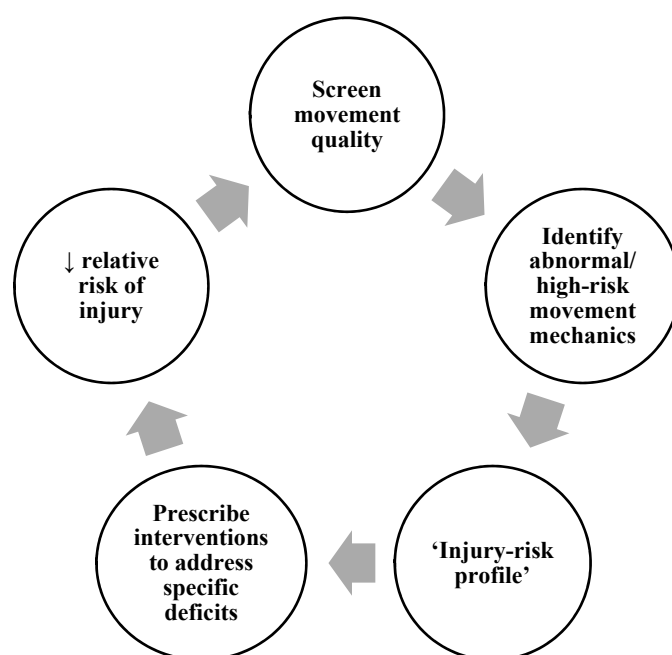 Screen
movement
quality
Identify
abnormal/
high-risk
movement
mechanics
‘Injury-risk
profile’
Prescribe
interventions
to address
specific
deficits
↓ relative
risk of
injury